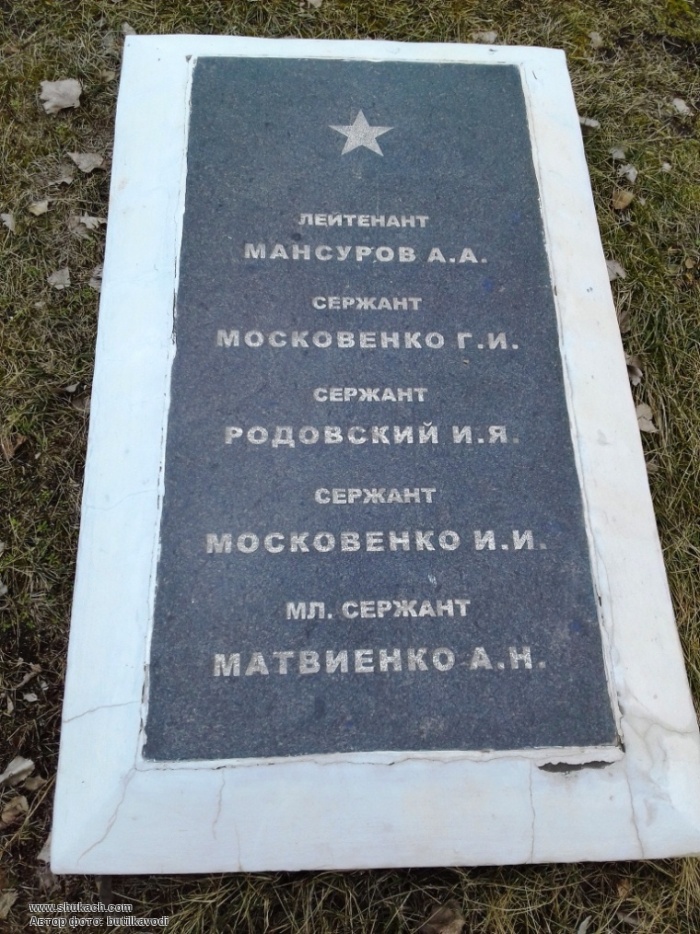 ЛЕЙТЕНАНТ
МАНСУРОВ А.А.
СЕРЖАНТ
МОСКОВЕНКО Г.И.
СЕРЖАНТ
РОДОВСКИЙ И.Я.
СЕРЖАНТ
МОСКОВЕНКО И.И.
МЛ. СЕРЖАНТ
МАТВИЕНКО А.Н.
www.shukach.com
Автор фото: butilkavodi